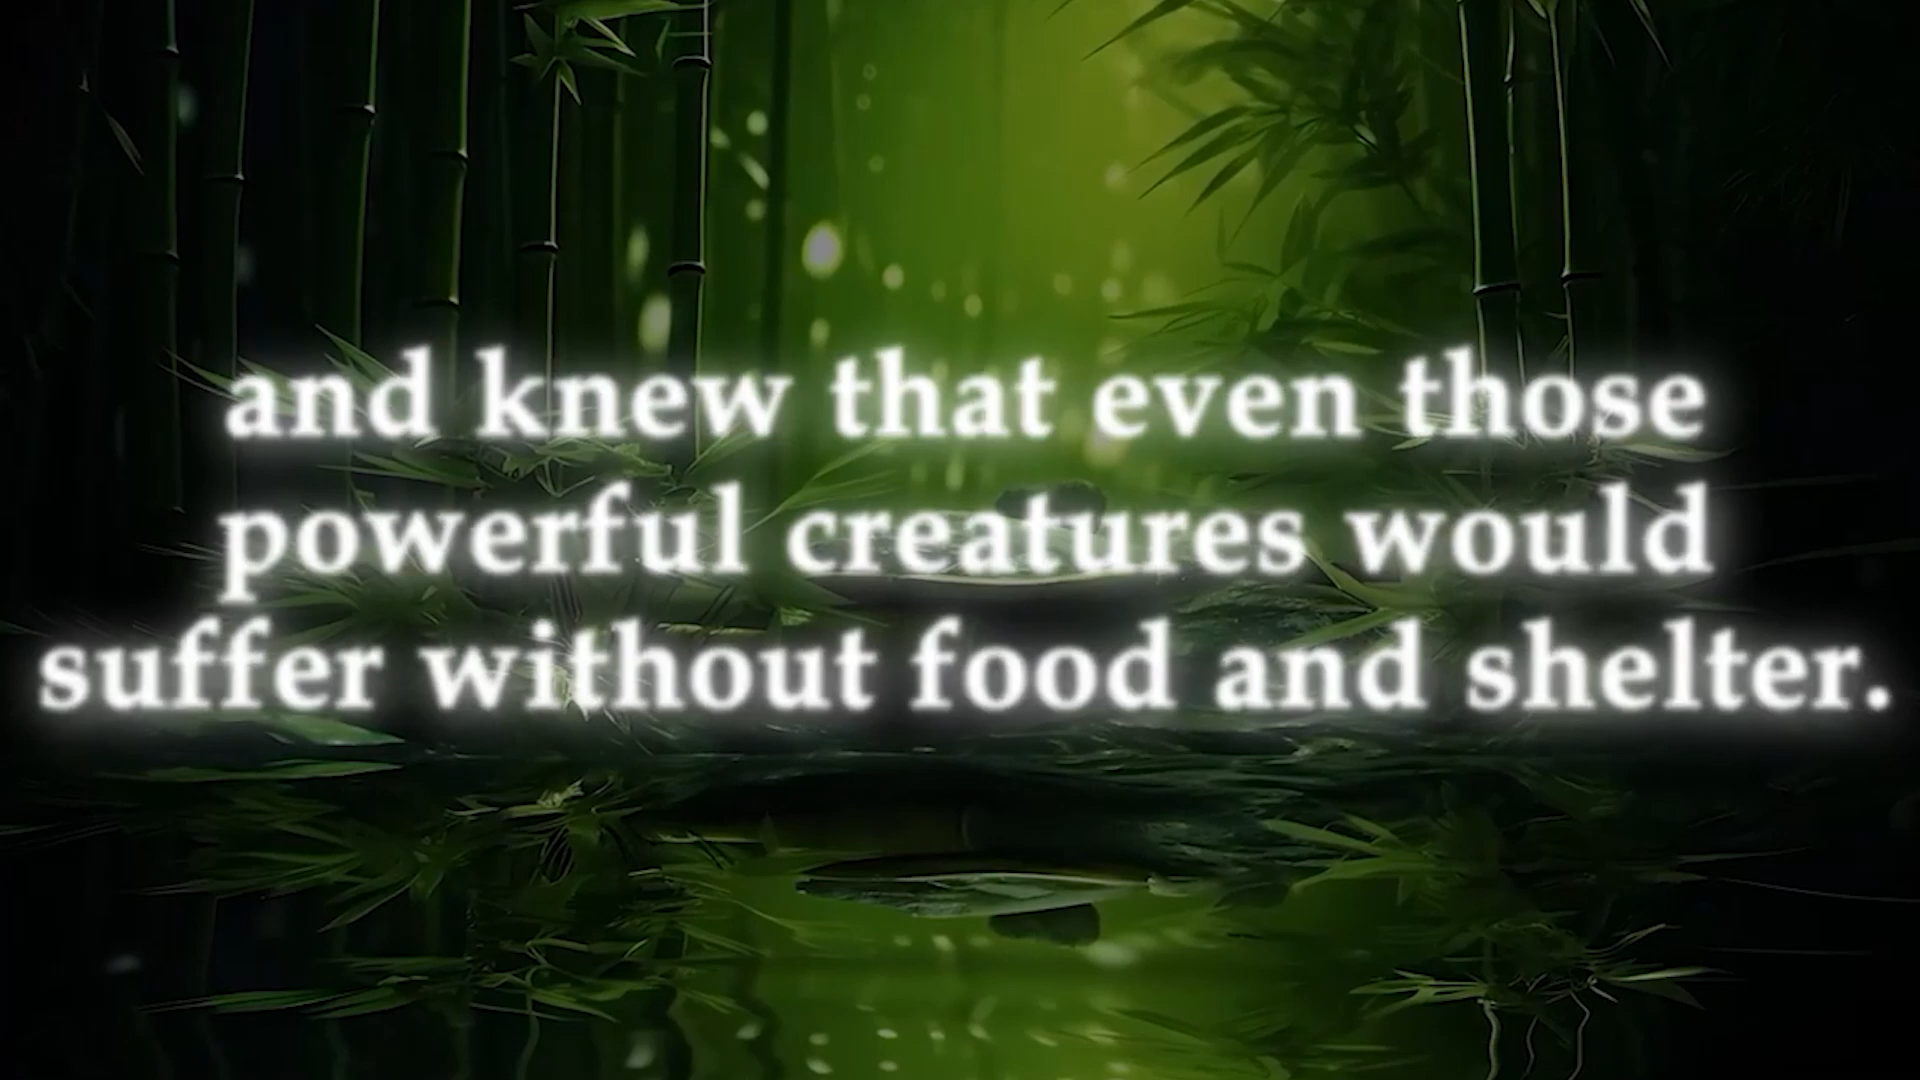 and knew that even those
powerful creatures would
suffer without food and shelter.